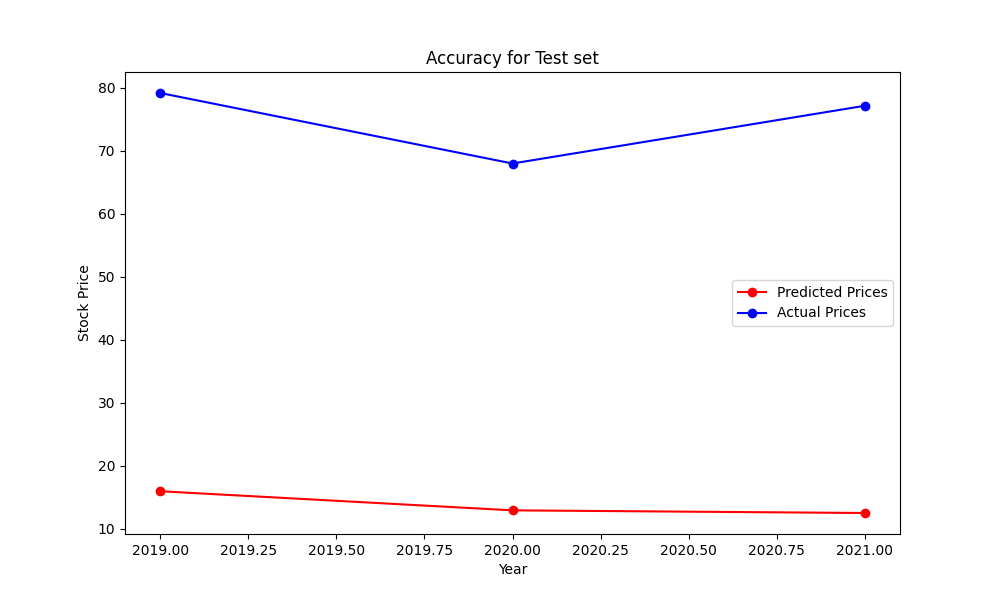 Accuracy for Test set
Stock Price
80
70
60
50
40
30
20
10
Predicted Prices
Actual Prices
2019.00 2019.25 2019.50 2019.75 2020.00 2020.25 2020.50 2020.75 2021.00
Year